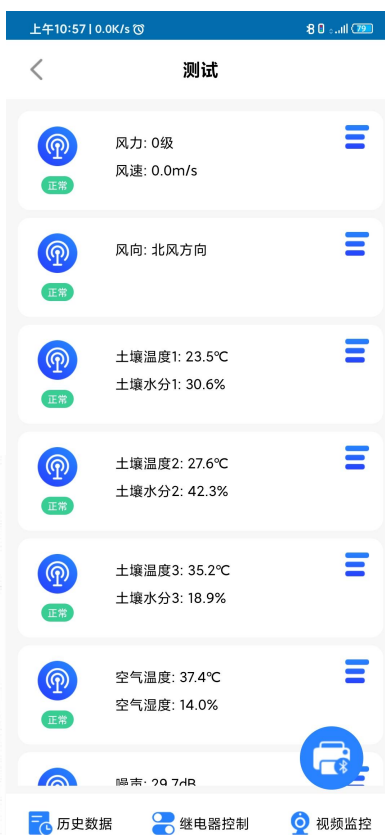 上午10:57 | 0.0K/s
79
测试
风力: 0级
风速: 0.0m/s
正常
风向: 北风方向
正常
土壤温度1: 23.5℃
土壤水分1: 30.6%
正常
土壤温度2: 27.6℃
土壤水分2: 42.3%
正常
土壤温度3: 35.2℃
土壤水分3: 18.9%
正常
空气温度: 37.4℃
空气湿度: 14.0%
正常
噪声: 29.7dB
历史数据
继电器控制
视频监控